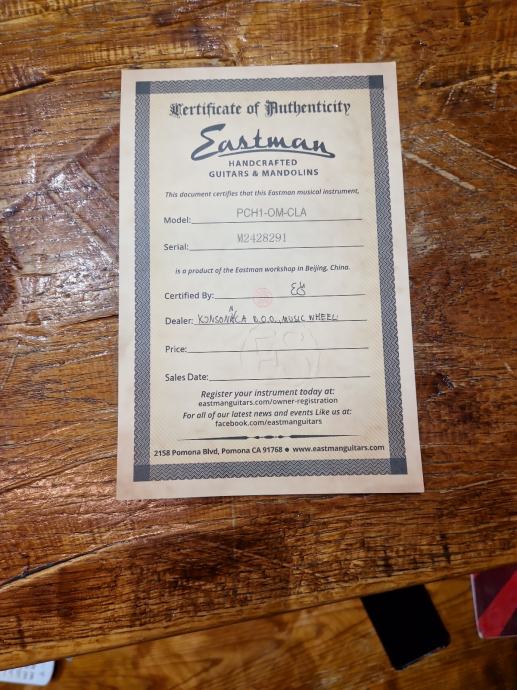 Certificate of Authenticity
Eastman
HANDCRAFTED
GUITARS & MANDOLINS
This document certifies that this Eastman musical instrument,
Model: PCH1-OM-CLA
Serial: M2428291
is a product of the Eastman workshop in Beijing, China.
Certified By:
Dealer: D.O.O., MUSIC WHEEL
Price:
Sales Date:
Register your instrument today at:
eastmanguitars.com/owner-registration
For all of our latest news and events Like us at:
facebook.com/eastmanguitars
2158 Pomona Blvd, Pomona CA 91768 ● www.eastmanguitars.com